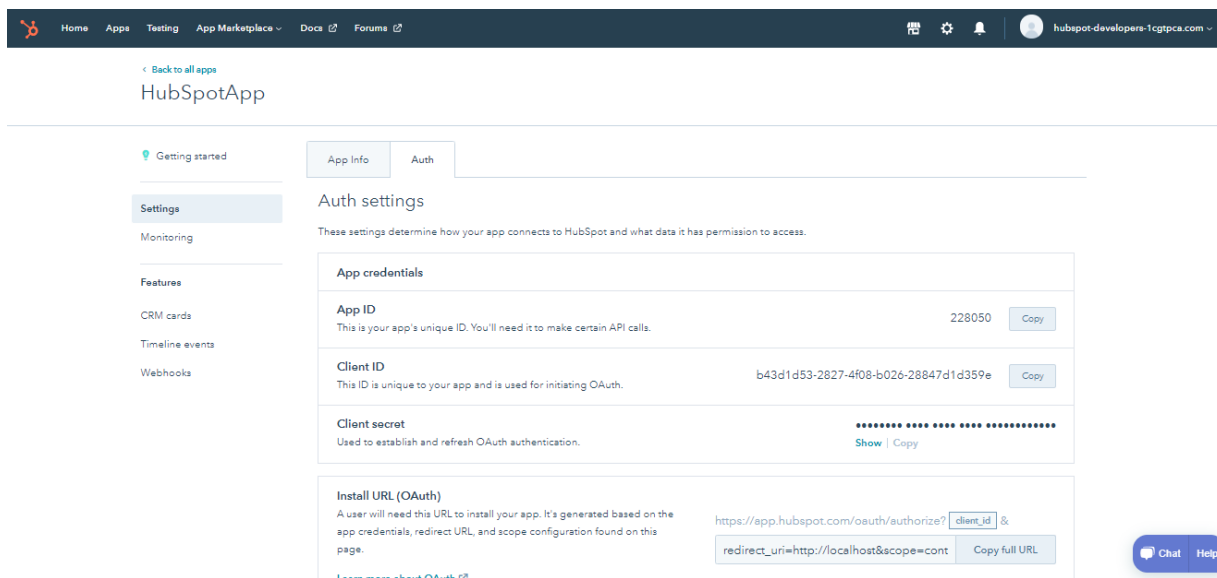 Home Apps Testing App Marketplace Docs Forums hubspot-developers-1cgtpca.com
Back to all apps
HubSpotApp
Getting started
Settings
Monitoring
Features
CRM cards
Timeline events
Webhooks
App Info Auth
Auth settings
These settings determine how your app connects to HubSpot and what data it has permission to access.
App credentials
App ID
This is your app's unique ID. You'll need it to make certain API calls.
228050 Copy
Client ID
This ID is unique to your app and is used for initiating OAuth.
b43d1d53-2827-4f08-b026-28847d1d359e Copy
Client secret
Used to establish and refresh OAuth authentication.
Show | Copy
Install URL (OAuth)
A user will need this URL to install your app. It's generated based on the
app credentials, redirect URL, and scope configuration found on this
page.
Learn more about OAuth
https://app.hubspot.com/oauth/authorize? client_id &
redirect_uri=http://localhost&scope=cont Copy full URL
Chat Help